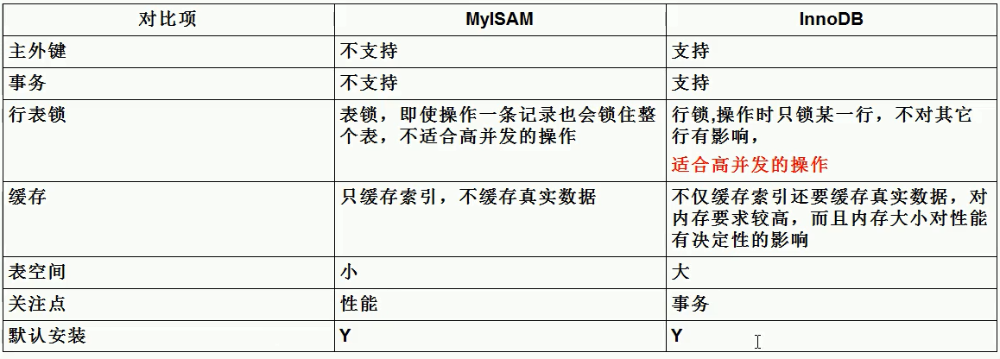 对比项 MyISAM InnoDB
主外键 不支持 支持
事务 不支持 支持
行表锁 表锁，即使操作一条记录也会锁住整 行锁,操作时只锁某一行，不对其它
个表，不适合高并发的操作 行有影响，
适合高并发的操作
缓存 只缓存索引，不缓存真实数据 不仅缓存索引还要缓存真实数据，对
内存要求较高，而且内存大小对性能
有决定性的影响
表空间 小 大
关注点 性能 事务
默认安装 Y Y